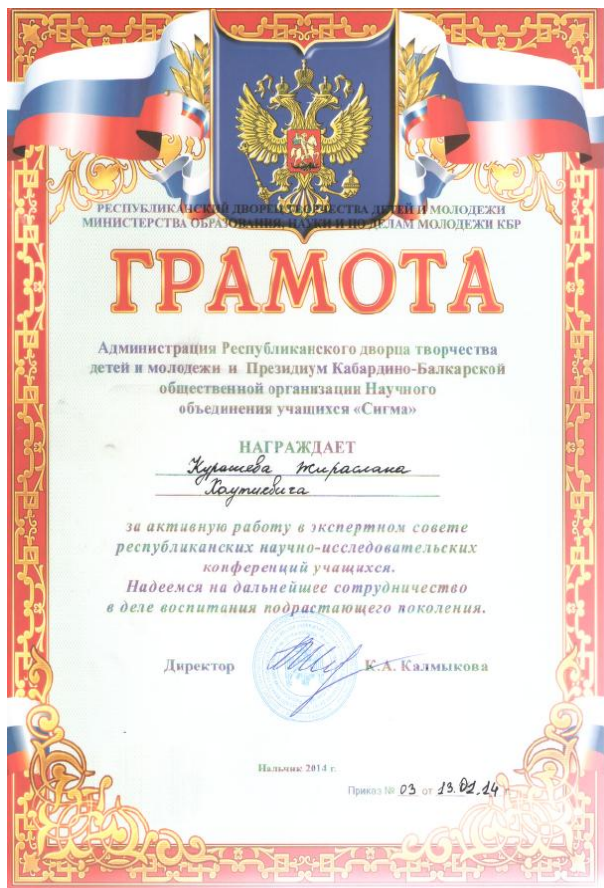 РЕСПУБЛИКАНСКИЙ ДВОРЕЦ ТВОРЧЕСТВА ДЕТЕЙ И МОЛОДЕЖИ
МИНИСТЕРСТВА ОБРАЗОВАНИЯ, НАУКИ И ПО ДЕЛАМ МОЛОДЕЖИ КБР
ГРАМОТА
Администрация Республиканского дворца творчества
детей и молодежи и Президиум Кабардино-Балкарской
общественной организации Научного
объединения учащихся «Сигма»
НАГРАЖДАЕТ
Курашева Жираслана
Хаутиевича
за активную работу в экспертном совете
республиканских научно-исследовательских
конференций учащихся.
Надеемся на дальнейшее сотрудничество
в деле воспитания подрастающего поколения.
Директор К.А. Калмыкова
Нальчик 2014 г.
Приказ № 03 от 13.01.14 г.